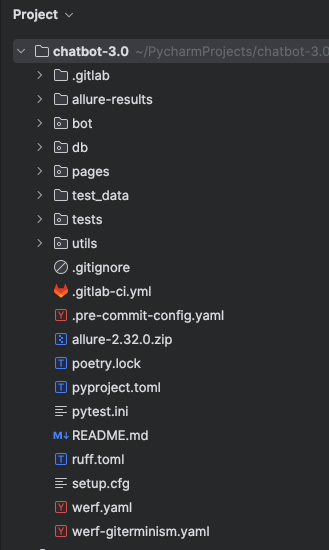 Project
chatbot-3.0 ~/PycharmProjects/chatbot-3.0
.gitlab
allure-results
bot
db
pages
test_data
tests
utils
.gitignore
.gitlab-ci.yml
Y .pre-commit-config.yaml
allure-2.32.0.zip
T poetry.lock
T pyproject.toml
pytest.ini
M↓ README.md
T ruff.toml
setup.cfg
Y werf.yaml
Y werf-giterminism.yaml